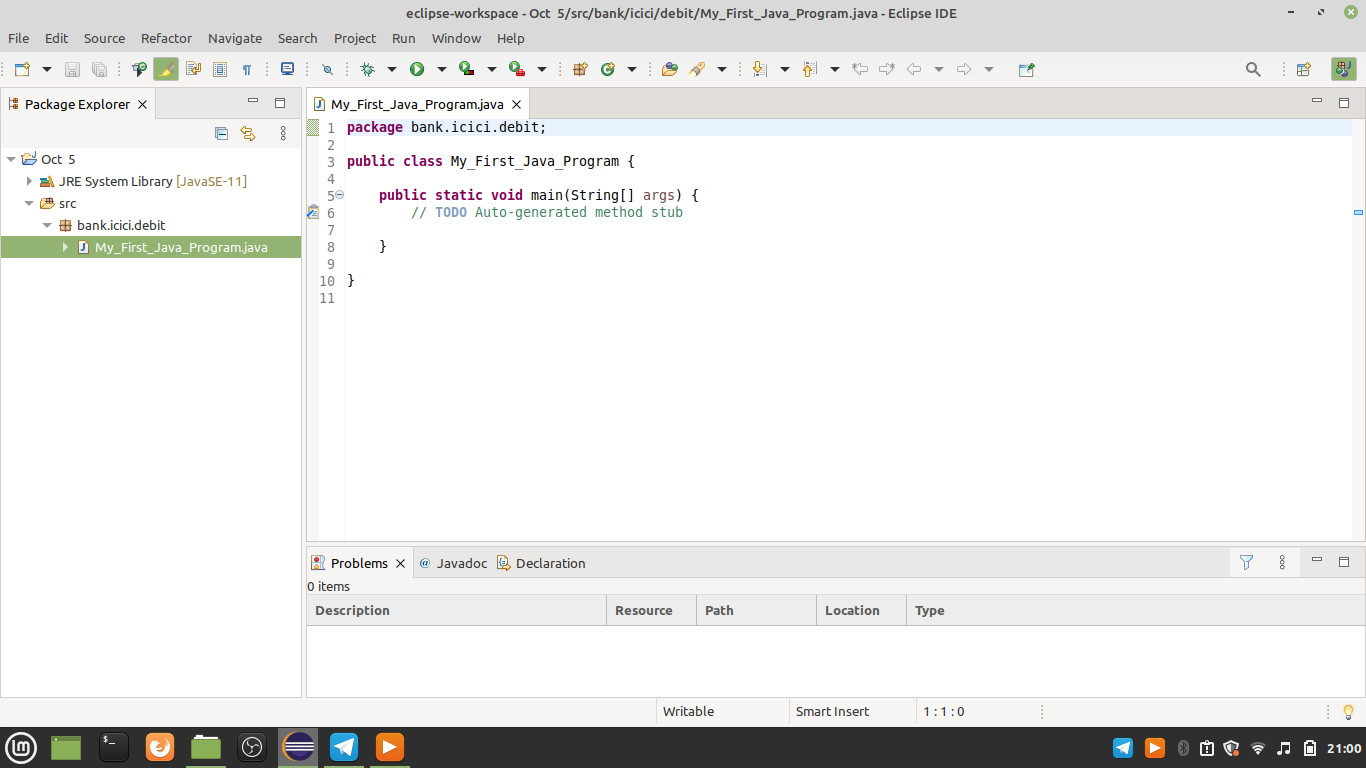 eclipse-workspace - Oct 5/src/bank/icici/debit/My_First_Java_Program.java - Eclipse IDE
File Edit Source Refactor Navigate Search Project Run Window Help
Package Explorer
My_First_Java_Program.java
Oct 5
JRE System Library [JavaSE-11]
src
bank.icici.debit
My_First_Java_Program.java
1 package bank.icici.debit;
2
3 public class My_First_Java_Program {
4
5 public static void main(String[] args) {
6 // TODO Auto-generated method stub
7
8 }
9
10 }
11
Problems @ Javadoc Declaration
0 items
Description Resource Path Location Type
Writable Smart Insert 1 : 1 : 0
21:00